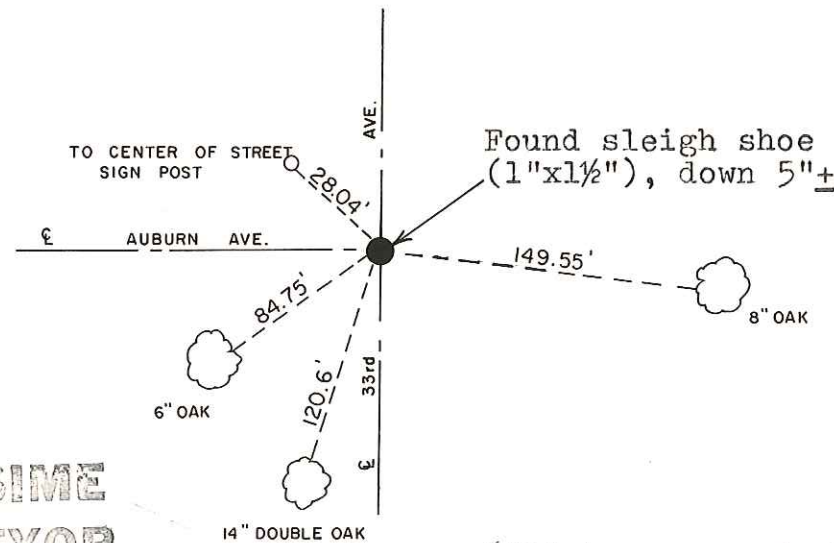 AVE.
TO CENTER OF STREET
SIGN POST
28.04'
Found sleigh shoe
(1"x1½"), down 5"±
℄ AUBURN AVE.
149.55'
84.75'
8" OAK
120.6'
33rd
6" OAK
℄
14" DOUBLE OAK
SIME